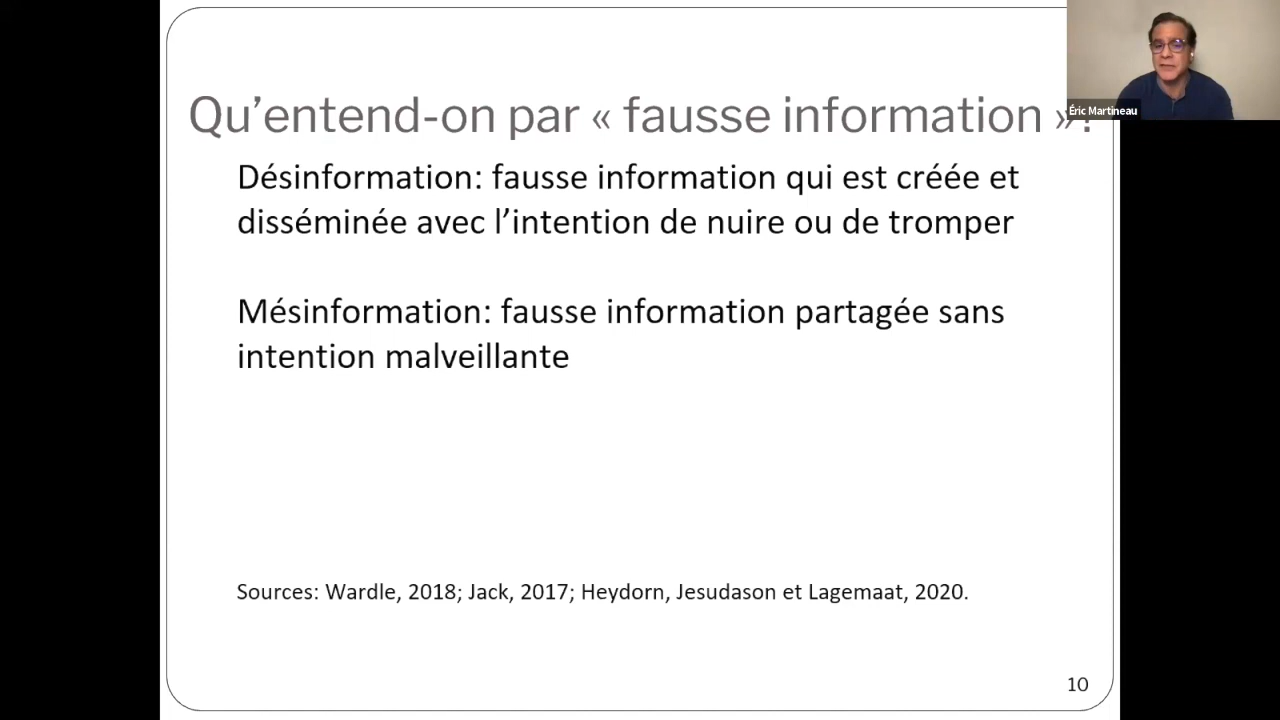 Qu’entend-on par « fausse information » ?
Éric Martineau
Désinformation: fausse information qui est créée et
disséminée avec l’intention de nuire ou de tromper
Mésinformation: fausse information partagée sans
intention malveillante
Sources: Wardle, 2018; Jack, 2017; Heydorn, Jesudason et Lagemaat, 2020.
10